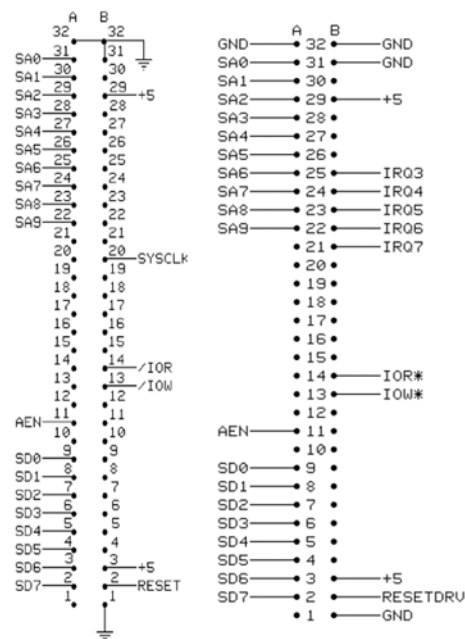 A B
32 32
SA0 31 31
SA1 30 30
SA2 29 29 +5
SA3 28 28
SA4 27 27
SA5 26 26
SA6 25 25
SA7 24 24
SA8 23 23
SA9 22 22
21 21
20 20 SYSCLK
19 19
18 18
17 17
16 16
15 15
14 14 /IOR
13 13 /IOW
12 12
AEN 11 11
10 10
SD0 9 9
SD1 8 8
SD2 7 7
SD3 6 6
SD4 5 5
SD5 4 4
SD6 3 3 +5
SD7 2 2 RESET
1 1
A B
GND 32 GND
SA0 31 GND
SA1 30
SA2 29 +5
SA3 28
SA4 27
SA5 26
SA6 25 IRQ3
SA7 24 IRQ4
SA8 23 IRQ5
SA9 22 IRQ6
21 IRQ7
20
19
18
17
16
15
14 IOR*
13 IOW*
12
AEN 11
10
SD0 9
SD1 8
SD2 7
SD3 6
SD4 5
SD5 4
SD6 3 +5
SD7 2 RESETDRV
1 GND